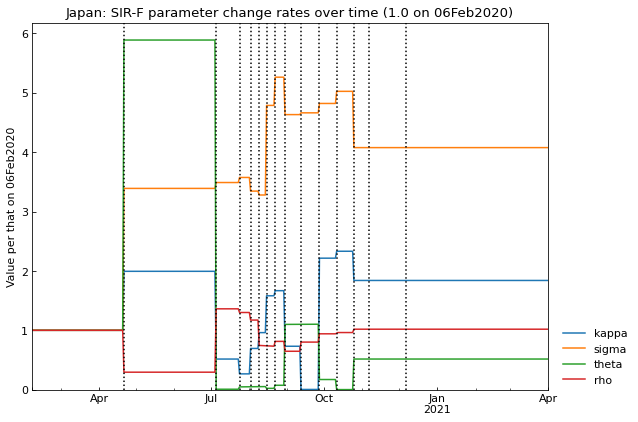 Japan: SIR-F parameter change rates over time (1.0 on 06Feb2020)
Value per that on 06Feb2020
6
5
4
3
2
1
0
Apr
Jul
Oct
Jan
2021
Apr
kappa
sigma
theta
rho